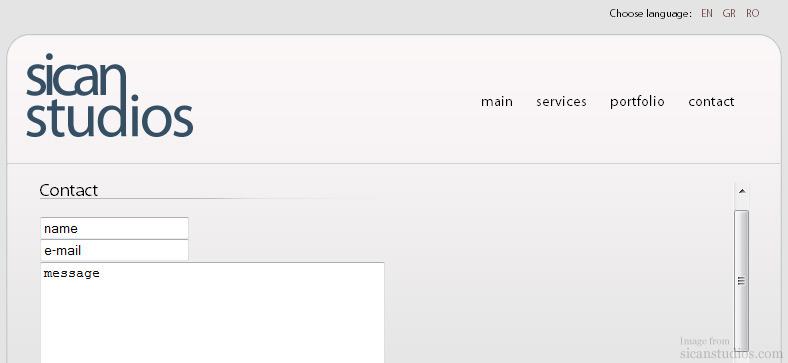 Choose language: EN GR RO
sican
studios
main services portfolio contact
Contact
name
e-mail
message
Image from
sicanstudios.com